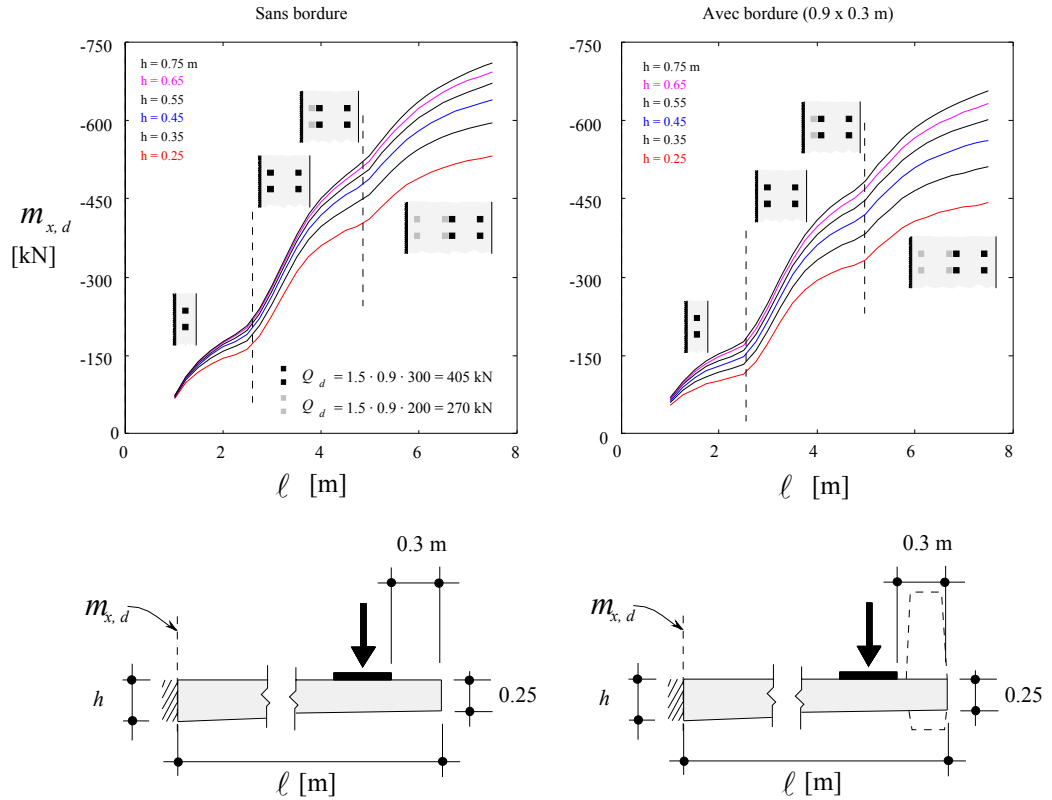 Sans bordure
-750
-600
-450
-300
-150
0
m x, d
[kN]
h = 0.75 m
h = 0.65
h = 0.55
h = 0.45
h = 0.35
h = 0.25
Q d = 1.5 · 0.9 · 300 = 405 kN
Q d = 1.5 · 0.9 · 200 = 270 kN
0 2 4 6 8
ℓ [m]
Avec bordure (0.9 x 0.3 m)
-750
-600
-450
-300
-150
0
h = 0.75 m
h = 0.65
h = 0.55
h = 0.45
h = 0.35
h = 0.25
0 2 4 6 8
ℓ [m]
0.3 m
m x, d
h
0.25
ℓ [m]
0.3 m
m x, d
h
0.25
ℓ [m]